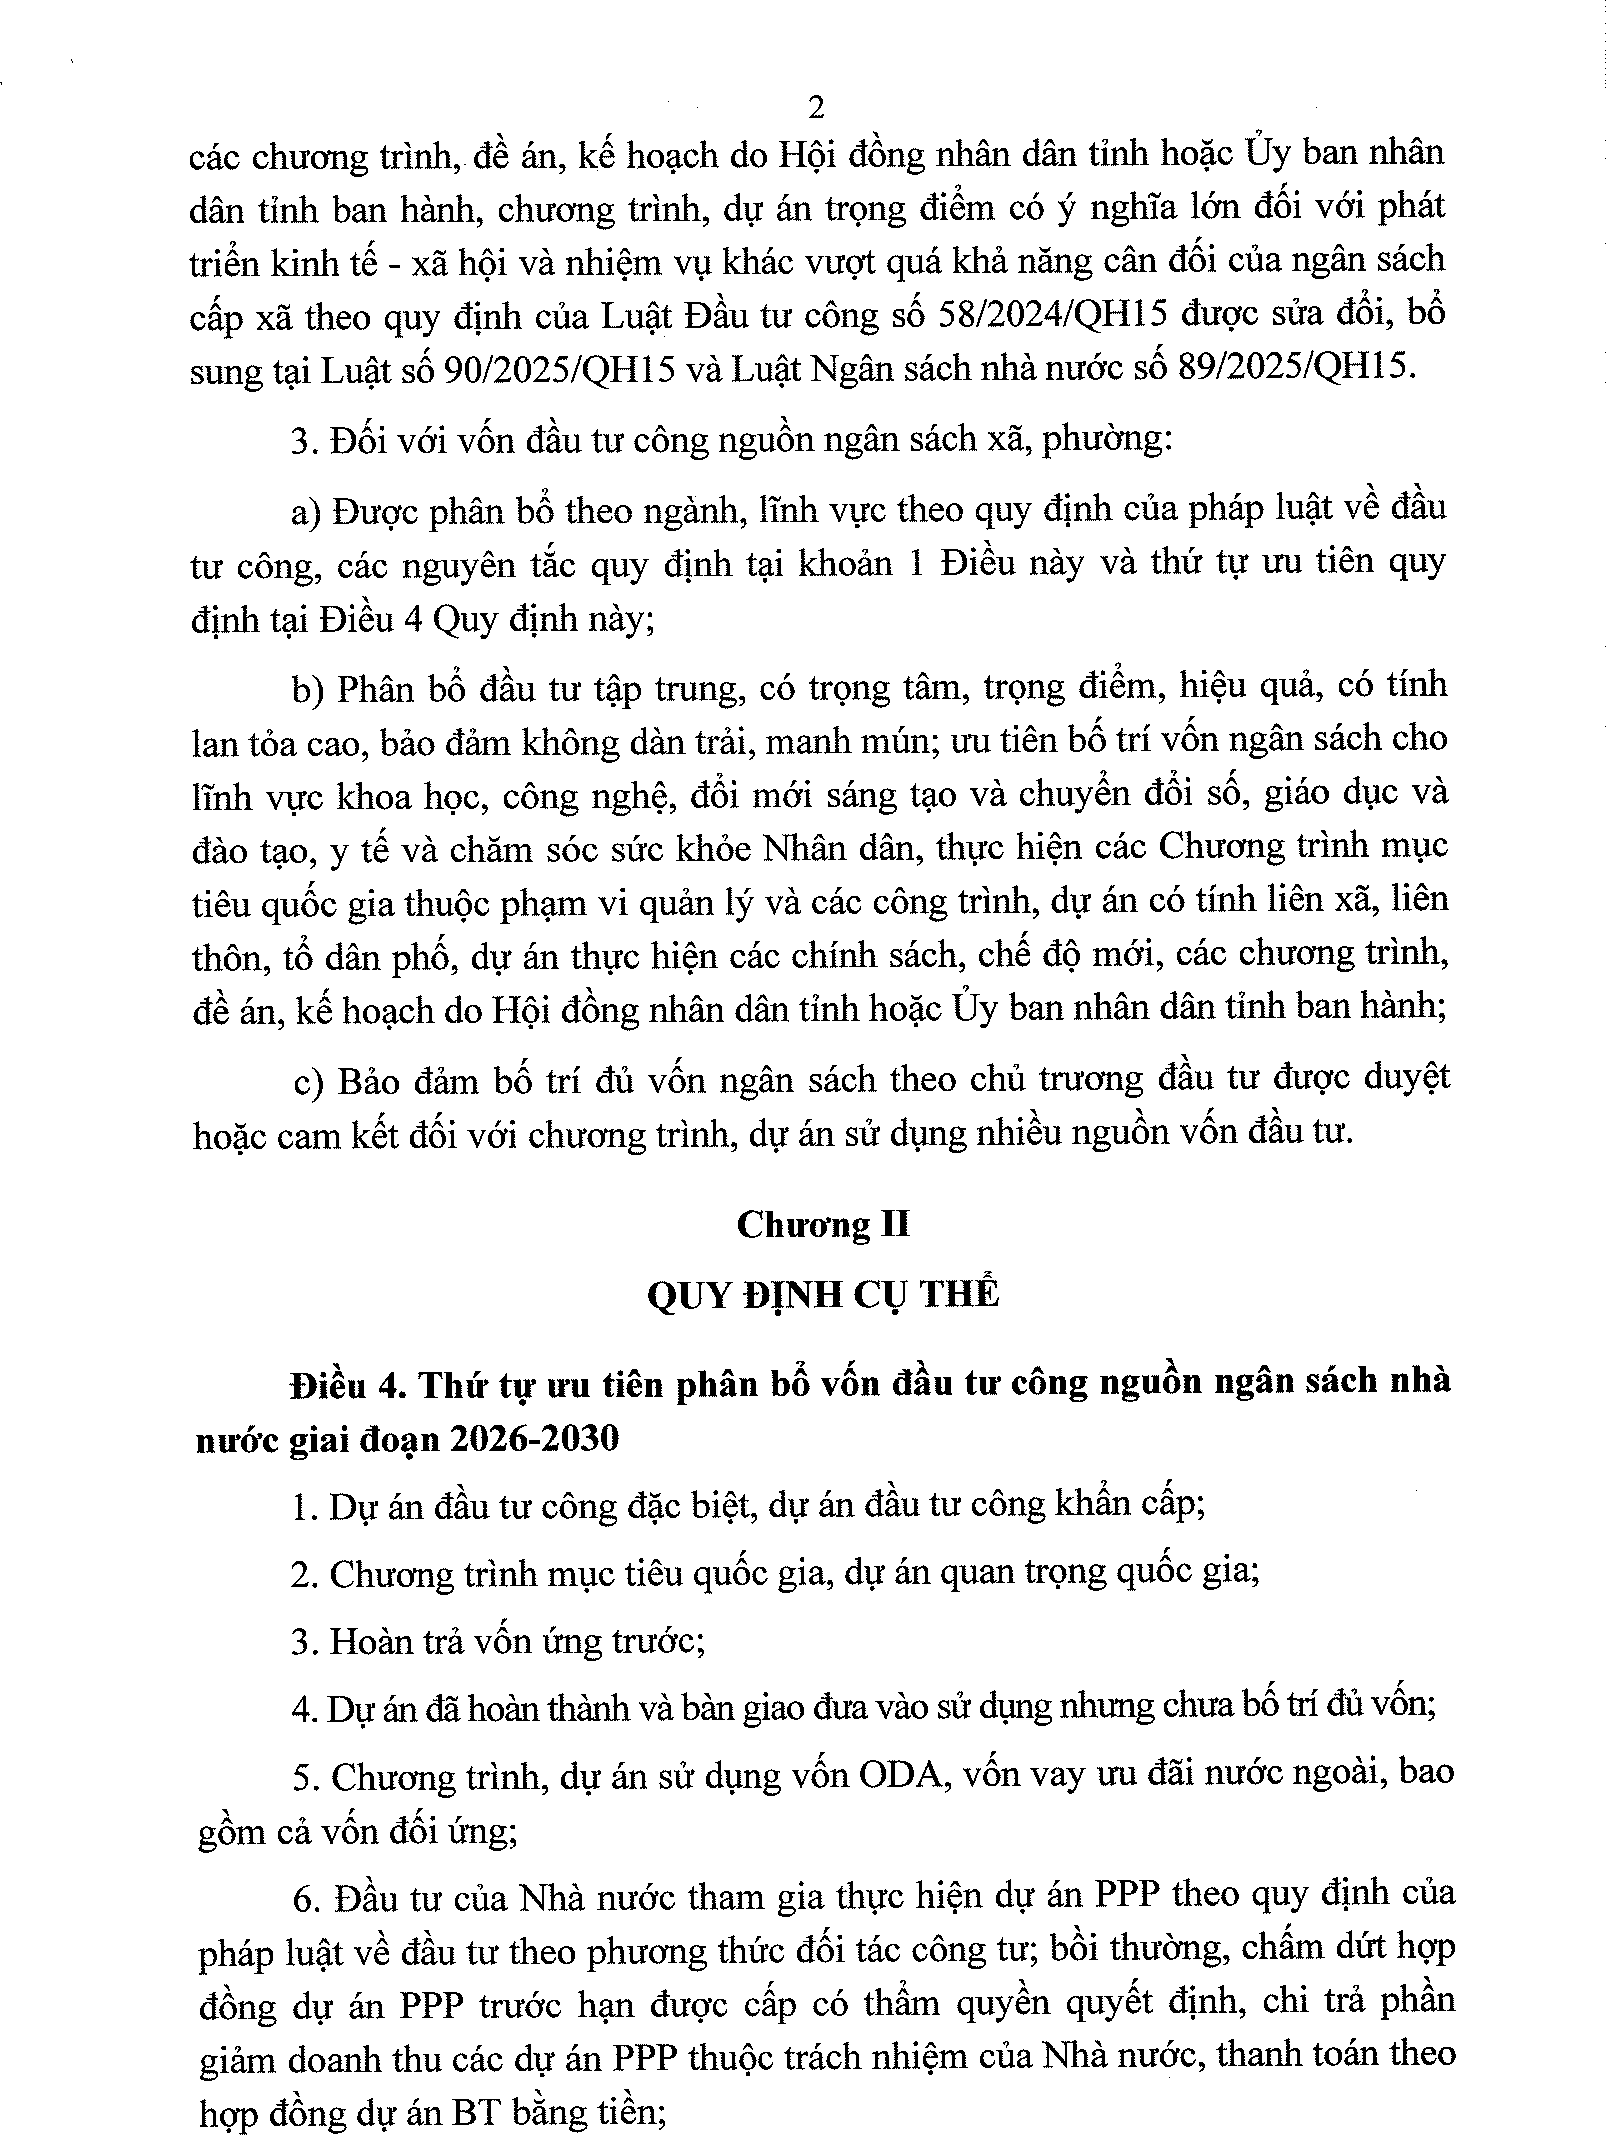 2
các chương trình, đề án, kế hoạch do Hội đồng nhân dân tỉnh hoặc Ủy ban nhân
dân tỉnh ban hành, chương trình, dự án trọng điểm có ý nghĩa lớn đối với phát
triển kinh tế - xã hội và nhiệm vụ khác vượt quá khả năng cân đối của ngân sách
cấp xã theo quy định của Luật Đầu tư công số 58/2024/QH15 được sửa đổi, bổ
sung tại Luật số 90/2025/QH15 và Luật Ngân sách nhà nước số 89/2025/QH15.
3. Đối với vốn đầu tư công nguồn ngân sách xã, phường:
a) Được phân bổ theo ngành, lĩnh vực theo quy định của pháp luật về đầu
tư công, các nguyên tắc quy định tại khoản 1 Điều này và thứ tự ưu tiên quy
định tại Điều 4 Quy định này;
b) Phân bổ đầu tư tập trung, có trọng tâm, trọng điểm, hiệu quả, có tính
lan tỏa cao, bảo đảm không dàn trải, manh mún; ưu tiên bố trí vốn ngân sách cho
lĩnh vực khoa học, công nghệ, đổi mới sáng tạo và chuyển đổi số, giáo dục và
đào tạo, y tế và chăm sóc sức khỏe Nhân dân, thực hiện các Chương trình mục
tiêu quốc gia thuộc phạm vi quản lý và các công trình, dự án có tính liên xã, liên
thôn, tổ dân phố, dự án thực hiện các chính sách, chế độ mới, các chương trình,
đề án, kế hoạch do Hội đồng nhân dân tỉnh hoặc Ủy ban nhân dân tỉnh ban hành;
c) Bảo đảm bố trí đủ vốn ngân sách theo chủ trương đầu tư được duyệt
hoặc cam kết đối với chương trình, dự án sử dụng nhiều nguồn vốn đầu tư.
Chương II
QUY ĐỊNH CỤ THỂ
Điều 4. Thứ tự ưu tiên phân bổ vốn đầu tư công nguồn ngân sách nhà
nước giai đoạn 2026-2030
1. Dự án đầu tư công đặc biệt, dự án đầu tư công khẩn cấp;
2. Chương trình mục tiêu quốc gia, dự án quan trọng quốc gia;
3. Hoàn trả vốn ứng trước;
4. Dự án đã hoàn thành và bàn giao đưa vào sử dụng nhưng chưa bố trí đủ vốn;
5. Chương trình, dự án sử dụng vốn ODA, vốn vay ưu đãi nước ngoài, bao
gồm cả vốn đối ứng;
6. Đầu tư của Nhà nước tham gia thực hiện dự án PPP theo quy định của
pháp luật về đầu tư theo phương thức đối tác công tư; bồi thường, chấm dứt hợp
đồng dự án PPP trước hạn được cấp có thẩm quyền quyết định, chi trả phần
giảm doanh thu các dự án PPP thuộc trách nhiệm của Nhà nước, thanh toán theo
hợp đồng dự án BT bằng tiền;